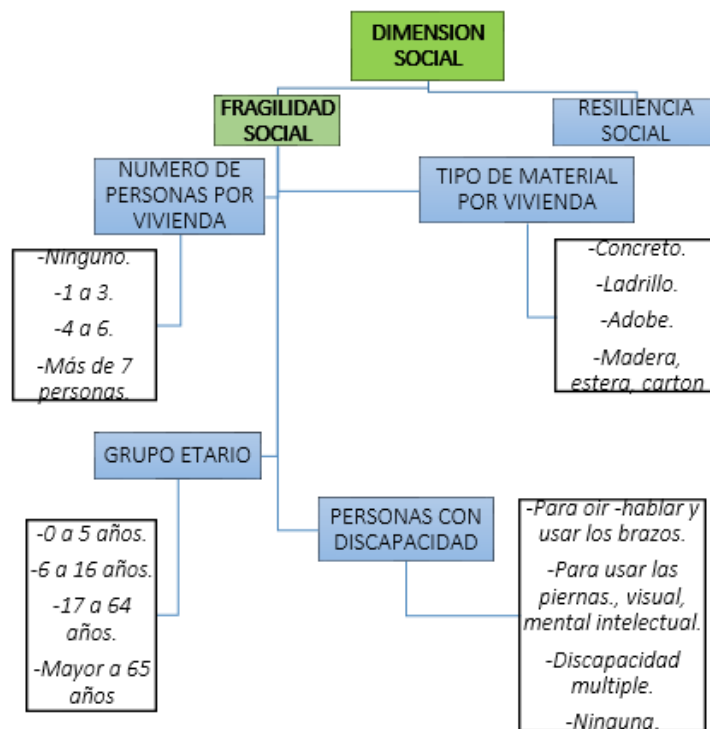 DIMENSION
SOCIAL
FRAGILIDAD
SOCIAL
RESILIENCIA
SOCIAL
NUMERO DE
PERSONAS POR
VIVIENDA
TIPO DE MATERIAL
POR VIVIENDA
-Ninguno.
-1 a 3.
-4 a 6.
-Más de 7
personas.
-Concreto.
-Ladrillo.
-Adobe.
-Madera,
estera, carton
GRUPO ETARIO
PERSONAS CON
DISCAPACIDAD
-0 a 5 años.
-6 a 16 años.
-17 a 64
años.
-Mayor a 65
años
-Para oir -hablar y
usar los brazos.
-Para usar las
piernas., visual,
mental intelectual.
-Discapacidad
multiple.
-Ninguna.